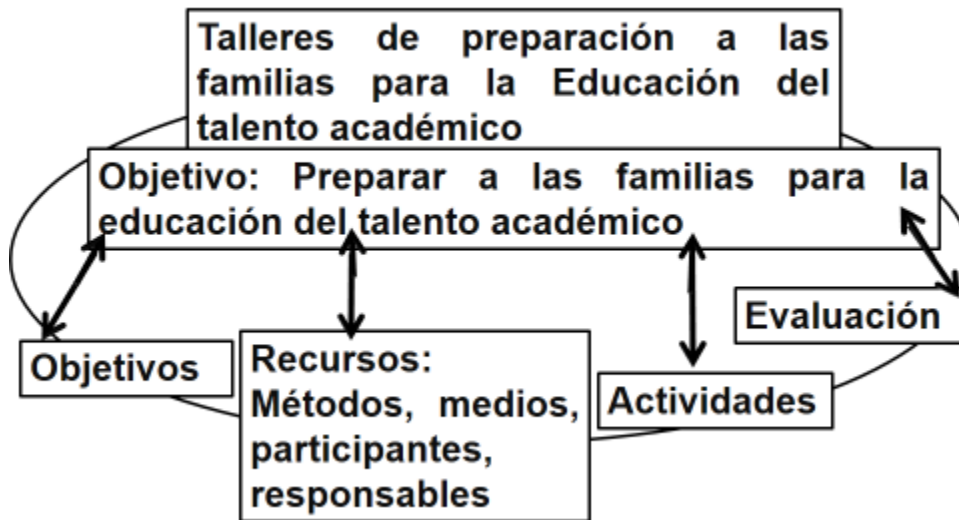 Talleres de preparación a las
familias para la Educación del
talento académico
Objetivo: Preparar a las familias para la
educación del talento académico
Objetivos
Recursos:
Métodos, medios,
participantes,
responsables
Actividades
Evaluación